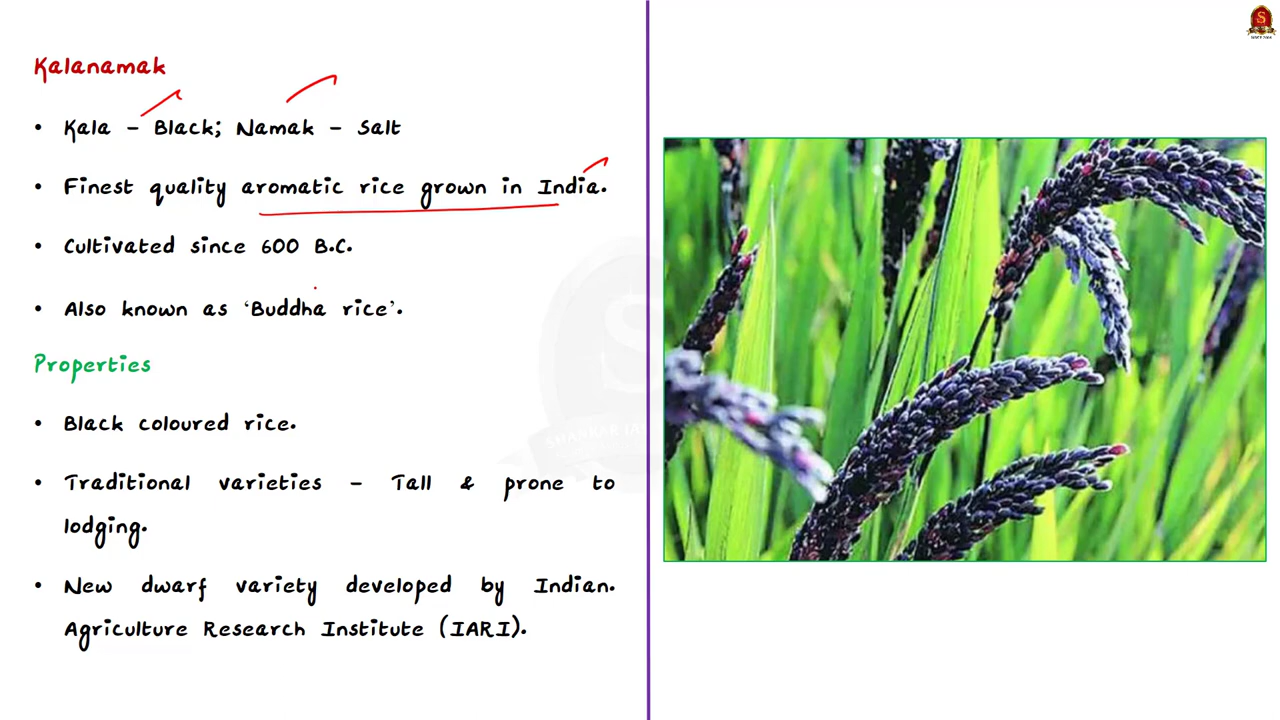 Kalanamak
• Kala – Black; Namak – Salt
• Finest quality aromatic rice grown in India.
• Cultivated since 600 B.C.
• Also known as ‘Buddha rice’.
Properties
• Black coloured rice.
• Traditional varieties – Tall & prone to
lodging.
• New dwarf variety developed by Indian.
Agriculture Research Institute (IARI).